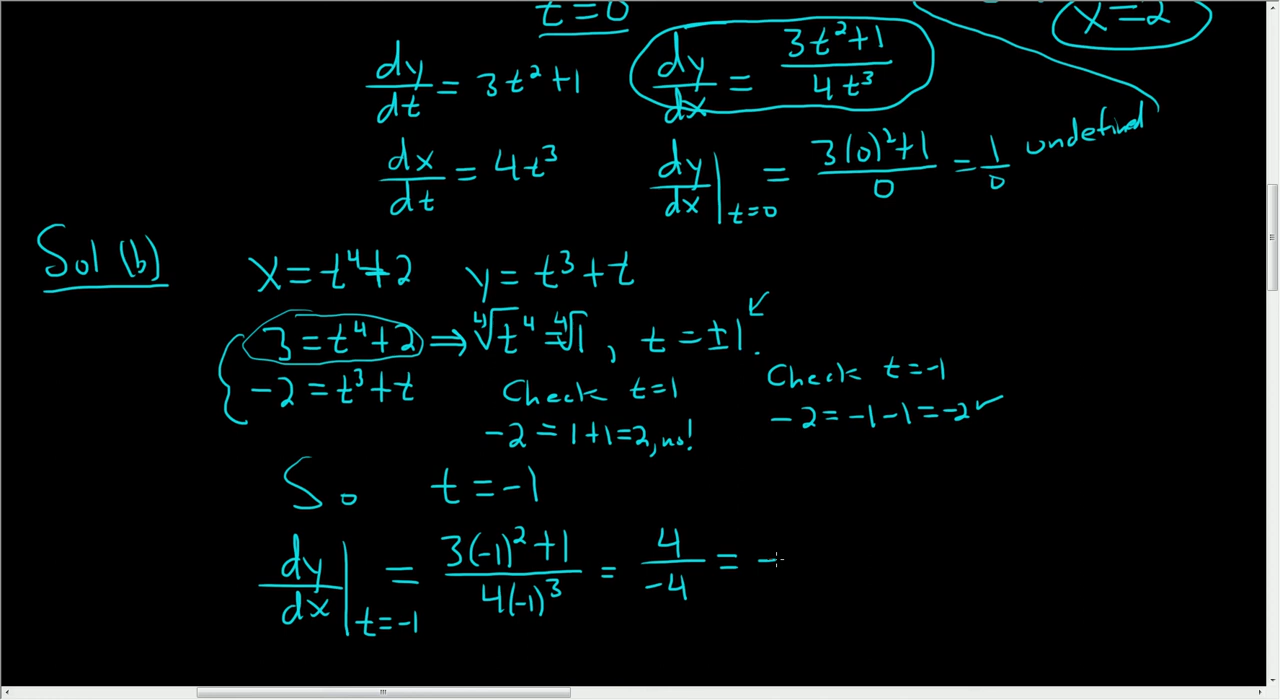 t=0
x=2
dy/dt = 3t²+1
dy/dx = (3t²+1)/(4t³)
dx/dt = 4t³
dy/dx |t=0 = (3(0)²+1)/0 = 1/0 undefined
Sol (b)
x = t⁴+2 y = t³+t
3 = t⁴+2 ⇒ ∜t⁴ = ∜1, t = ±1.
-2 = t³+t
Check t=1
-2 = 1+1=2, no!
Check t=-1
-2 = -1-1 = -2 ✓
So t = -1
dy/dx |t=-1 = (3(-1)²+1)/(4(-1)³) = 4/-4 = -